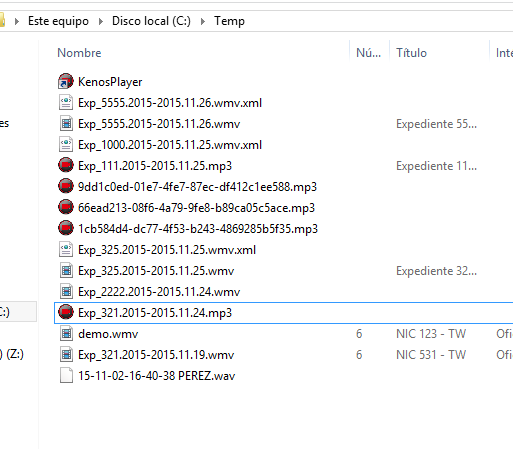 Este equipo Disco local (C:) Temp
Nombre Nú... Título Inte
KenosPlayer
Exp_5555.2015-2015.11.26.wmv.xml
es Exp_5555.2015-2015.11.26.wmv Expediente 55...
Exp_1000.2015-2015.11.25.wmv.xml
Exp_111.2015-2015.11.25.mp3 Expediente 11...
9dd1c0ed-01e7-4fe7-87ec-df412c1ee588.mp3
66ead213-08f6-4a79-9fe8-b89ca05c5ace.mp3
1cb584d4-dc77-4f53-b243-4869285b5f35.mp3
Exp_325.2015-2015.11.25.wmv.xml
Exp_325.2015-2015.11.25.wmv Expediente 32...
Exp_2222.2015-2015.11.24.wmv
C:) Exp_321.2015-2015.11.24.mp3
demo.wmv 6 NIC 123 - TW Ofi
) (Z:) Exp_321.2015-2015.11.19.wmv 6 NIC 531 - TW Ofi
15-11-02-16-40-38 PEREZ.wav